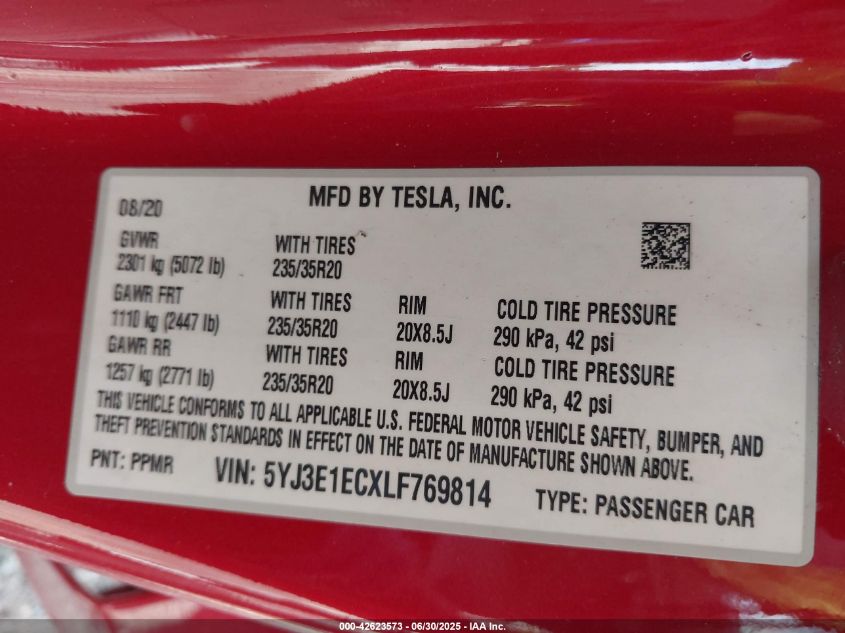 08/20
MFD BY TESLA, INC.
GVWR
2301 kg (5072 lb)
WITH TIRES
235/35R20
GAWR FRT
1110 kg (2447 lb)
WITH TIRES
235/35R20
RIM
20X8.5J
COLD TIRE PRESSURE
290 kPa, 42 psi
GAWR RR
1257 kg (2771 lb)
WITH TIRES
235/35R20
RIM
20X8.5J
COLD TIRE PRESSURE
290 kPa, 42 psi
THIS VEHICLE CONFORMS TO ALL APPLICABLE U.S. FEDERAL MOTOR VEHICLE SAFETY, BUMPER, AND
THEFT PREVENTION STANDARDS IN EFFECT ON THE DATE OF MANUFACTURE SHOWN ABOVE.
PNT: PPMR
VIN: 5YJ3E1ECXLF769814
TYPE: PASSENGER CAR
000-42623573 - 06/30/2025 - IAA Inc.